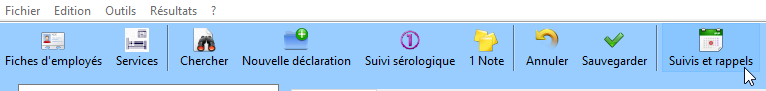 Fichier Edition Outils Résultats ?
Fiches d'employés Services Chercher Nouvelle déclaration Suivi sérologique 1 Note Annuler Sauvegarder Suivis et rappels